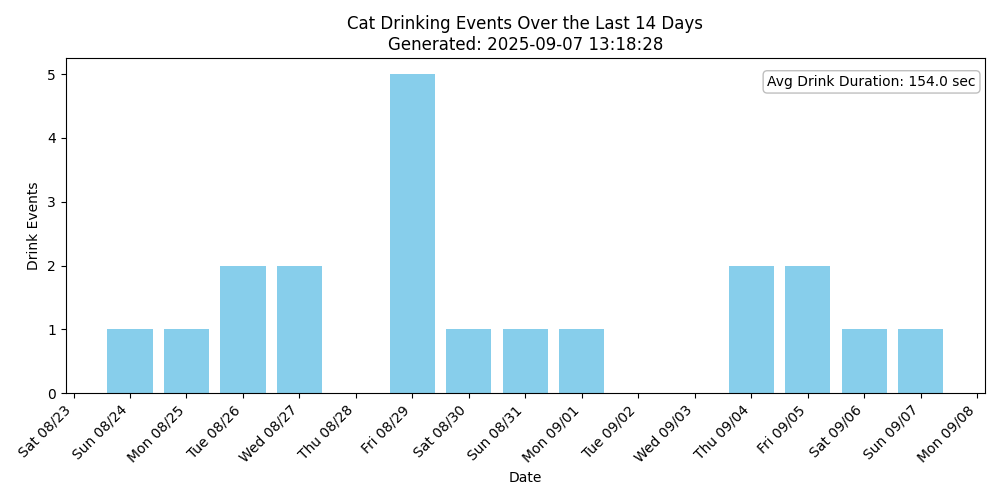 Cat Drinking Events Over the Last 14 Days
Generated: 2025-09-07 13:18:28
Avg Drink Duration: 154.0 sec
Drink Events
5
4
3
2
1
0
Sat 08/23
Sun 08/24
Mon 08/25
Tue 08/26
Wed 08/27
Thu 08/28
Fri 08/29
Sat 08/30
Sun 08/31
Mon 09/01
Tue 09/02
Wed 09/03
Thu 09/04
Fri 09/05
Sat 09/06
Sun 09/07
Mon 09/08
Date